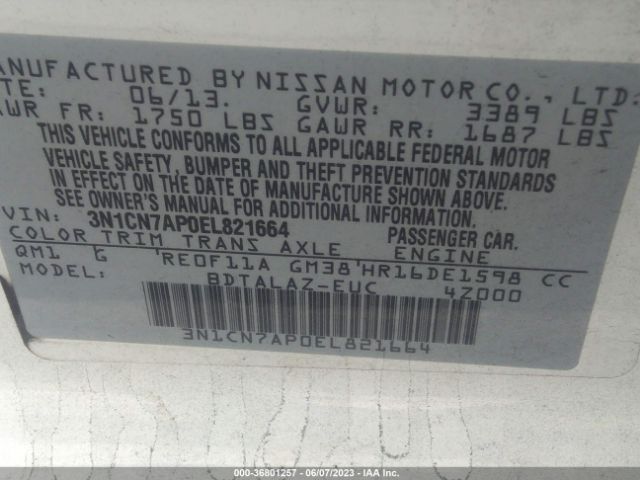 ANUFACTURED BY NISSAN MOTOR CO., LTD.
TE: 06/13. GVWR: 3389 LBS
AWR FR: 1750 LBS GAWR RR: 1687 LBS
THIS VEHICLE CONFORMS TO ALL APPLICABLE FEDERAL MOTOR
VEHICLE SAFETY, BUMPER AND THEFT PREVENTION STANDARDS
IN EFFECT ON THE DATE OF MANUFACTURE SHOWN ABOVE.
SEE OWNER'S MANUAL FOR ADDITIONAL INFORMATION.
VIN: 3N1CN7AP0EL821664 PASSENGER CAR.
COLOR TRIM TRANS AXLE ENGINE
QM1 G 'RE0F11A GM38'HR16DE1598 CC
MODEL: BDTALAZ-EUC 4Z000
3N1CN7AP0EL821664
000-36801257 - 06/07/2023 - IAA Inc.